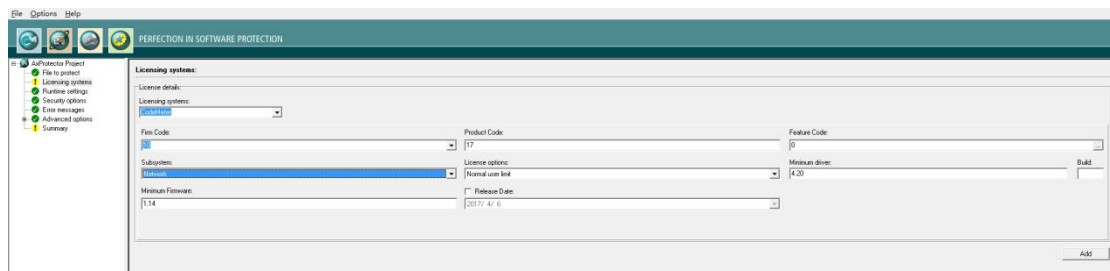 File Options Help
PERFECTION IN SOFTWARE PROTECTION
AxProtector Project
File to protect
Licensing systems
Runtime settings
Security options
Error messages
Advanced options
Summary
Licensing systems:
License details:
Licensing systems:
CodeMeter
Firm Code: Product Code: Feature Code:
10 17 0 ...
Subsystem: License options: Minimum driver: Build:
Network Normal user limit 4.20
Minimum Firmware: Release Date:
1.14 2017/ 4/ 6
Add